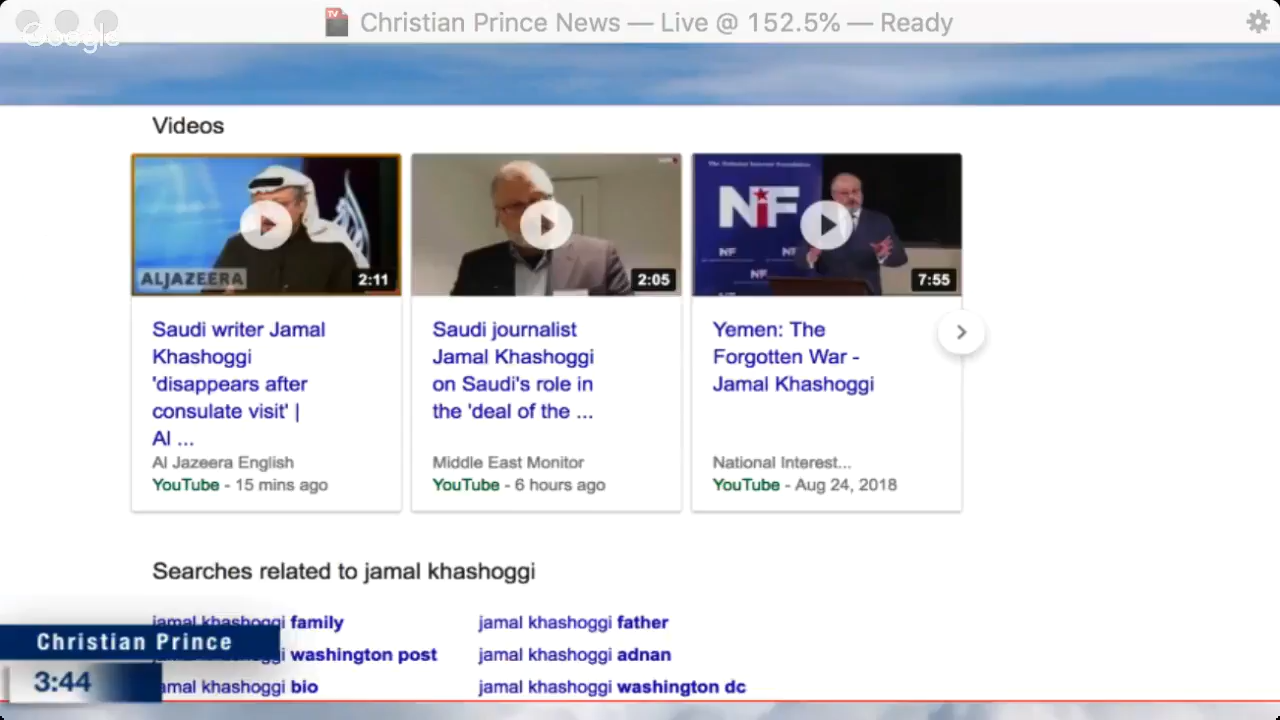 Christian Prince News — Live @ 152.5% — Ready
Google
Videos
ALJAZEERA
2:11
2:05
NiF
NiF
NiF
7:55
Saudi writer Jamal
Khashoggi
'disappears after
consulate visit' |
Al ...
Al Jazeera English
YouTube - 15 mins ago
Saudi journalist
Jamal Khashoggi
on Saudi's role in
the 'deal of the ...
Middle East Monitor
YouTube - 6 hours ago
Yemen: The
Forgotten War -
Jamal Khashoggi
National Interest...
YouTube - Aug 24, 2018
Searches related to jamal khashoggi
jamal khashoggi family
jamal khashoggi father
washington post
jamal khashoggi adnan
jamal khashoggi bio
jamal khashoggi washington dc
Christian Prince
3:44